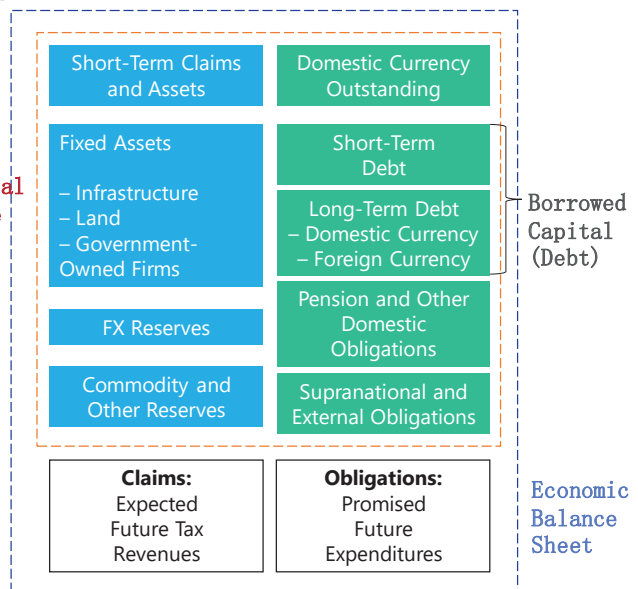 Short-Term Claims
and Assets
Domestic Currency
Outstanding
Fixed Assets
– Infrastructure
– Land
– Government-
Owned Firms
Short-Term
Debt
Long-Term Debt
– Domestic Currency
– Foreign Currency
Borrowed
Capital
(Debt)
FX Reserves
Pension and Other
Domestic
Obligations
Commodity and
Other Reserves
Supranational and
External Obligations
Claims:
Expected
Future Tax
Revenues
Obligations:
Promised
Future
Expenditures
Economic
Balance
Sheet